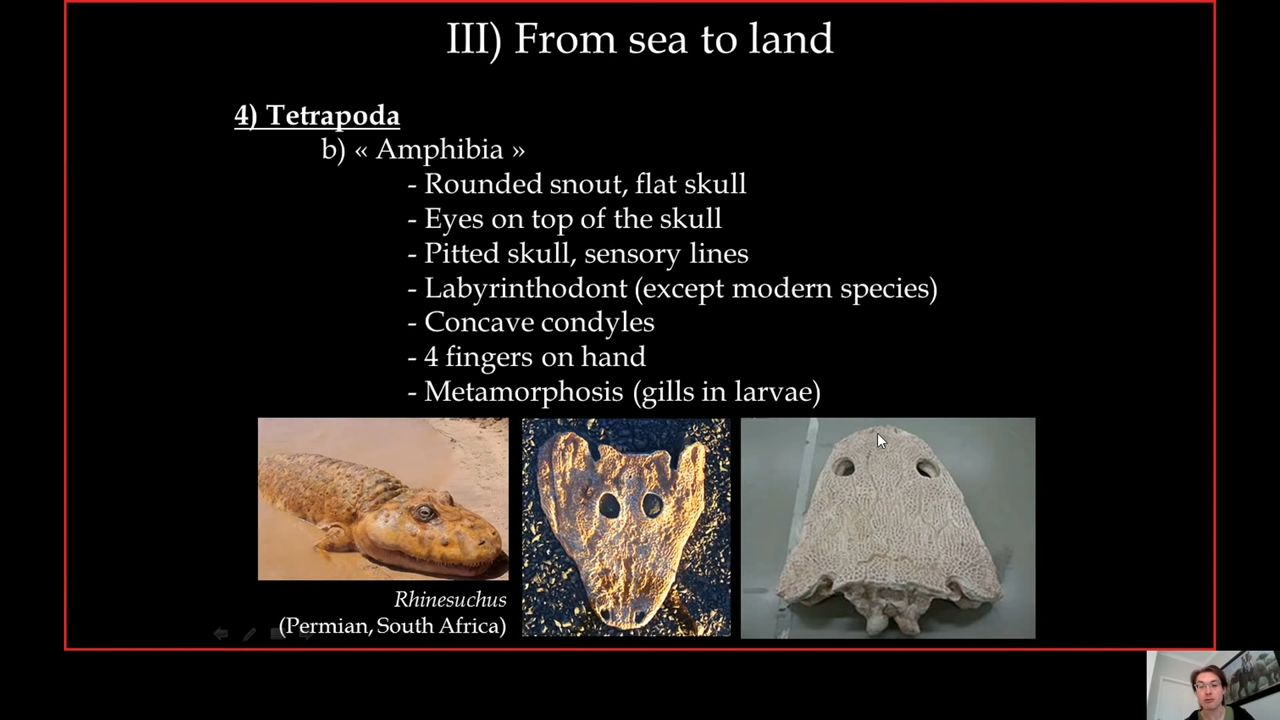 III) From sea to land
4) Tetrapoda
b) « Amphibia »
- Rounded snout, flat skull
- Eyes on top of the skull
- Pitted skull, sensory lines
- Labyrinthodont (except modern species)
- Concave condyles
- 4 fingers on hand
- Metamorphosis (gills in larvae)
Rhinesuchus
(Permian, South Africa)